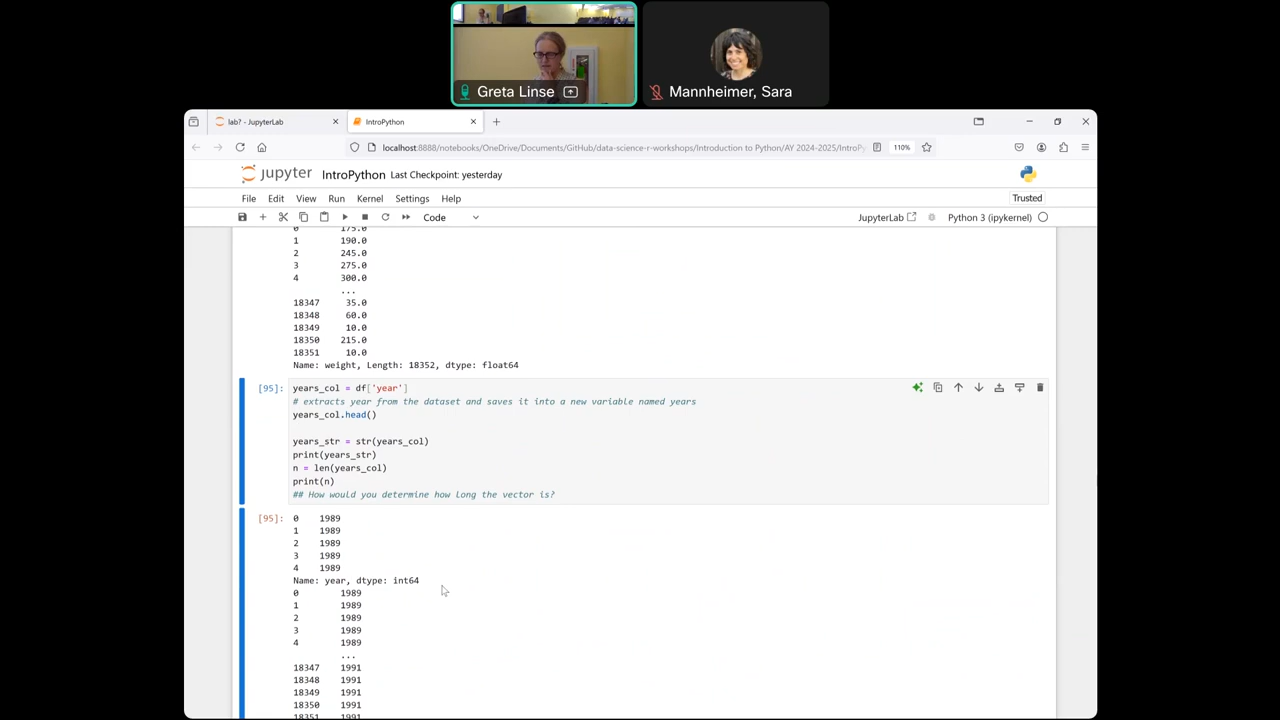 Greta Linse
Mannheimer, Sara
lab? - JupyterLab
IntroPython
localhost:8888/notebooks/OneDrive/Documents/GitHub/data-science-r-workshops/Introduction to Python/AY 2024-2025/IntroPy
110%
jupyter IntroPython Last Checkpoint: yesterday
File Edit View Run Kernel Settings Help
Trusted
Code
JupyterLab
Python 3 (ipykernel)
0 175.0
1 190.0
2 245.0
3 275.0
4 300.0
...
18347 35.0
18348 60.0
18349 10.0
18350 215.0
18351 10.0
Name: weight, Length: 18352, dtype: float64
[95]: years_col = df['year']
# extracts year from the dataset and saves it into a new variable named years
years_col.head()
years_str = str(years_col)
print(years_str)
n = len(years_col)
print(n)
## How would you determine how long the vector is?
[95]: 0 1989
1 1989
2 1989
3 1989
4 1989
Name: year, dtype: int64
0 1989
1 1989
2 1989
3 1989
4 1989
...
18347 1991
18348 1991
18349 1991
18350 1991
18351 1991